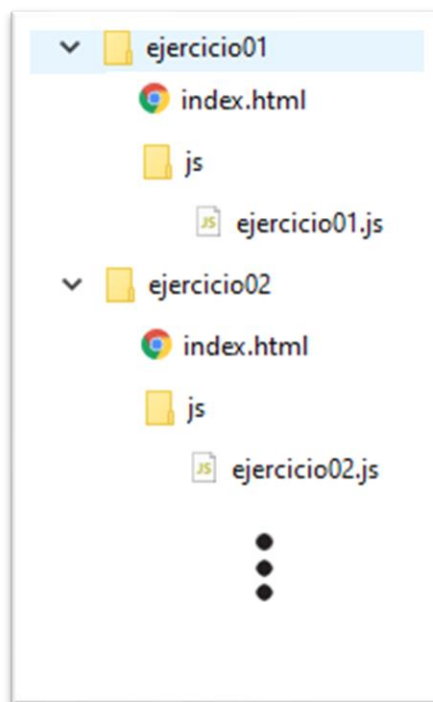 ejercicio01
index.html
js
ejercicio01.js
ejercicio02
index.html
js
ejercicio02.js